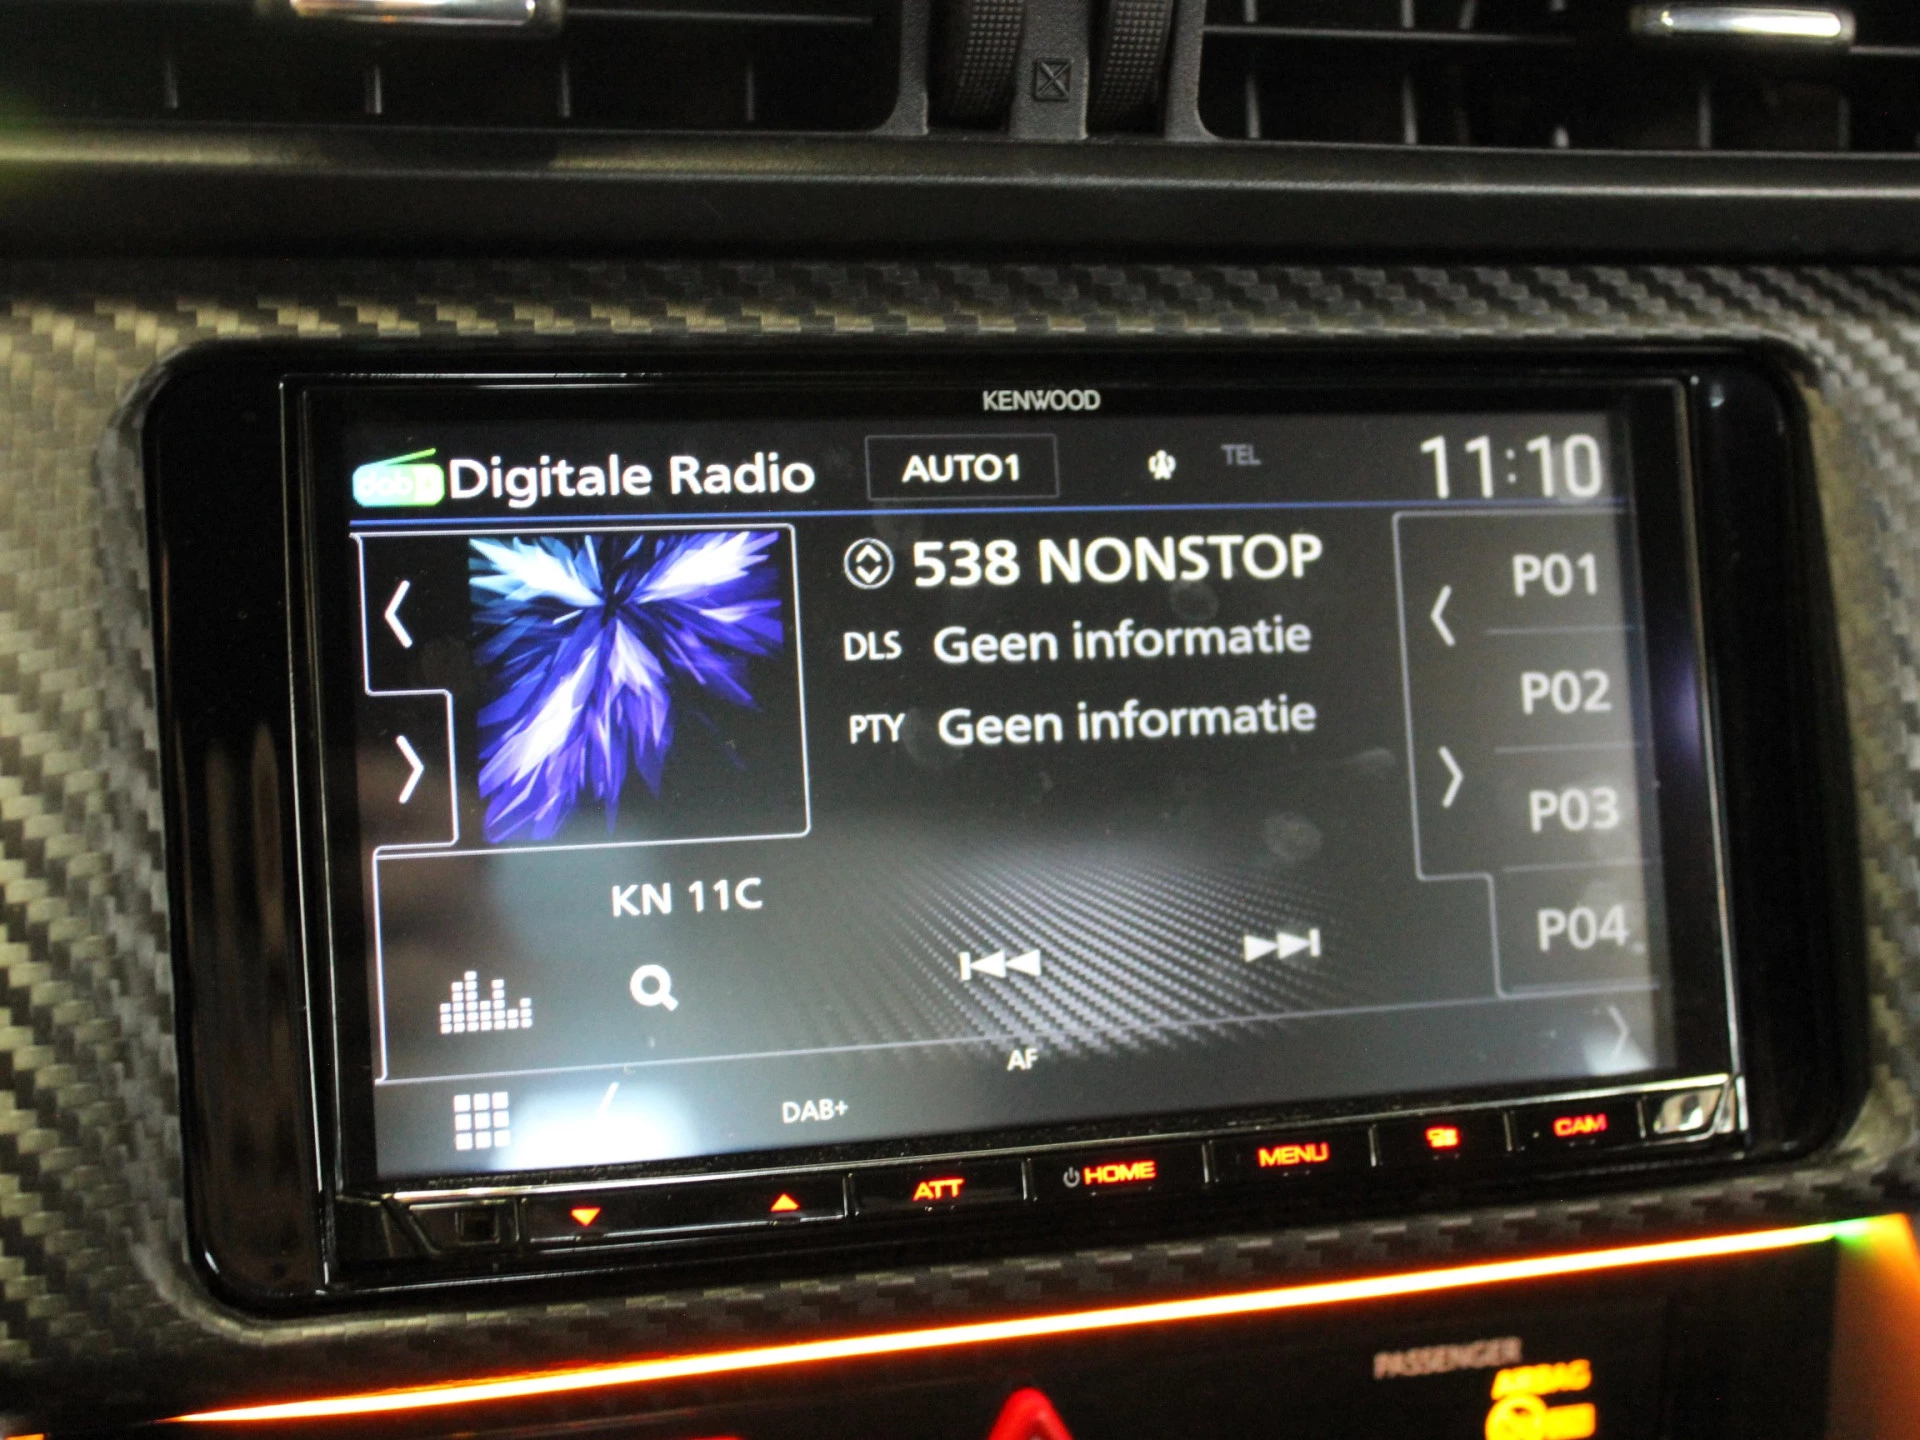 KENWOOD
dab+ Digitale Radio AUTO1 TEL 11:10
538 NONSTOP
DLS Geen informatie
PTY Geen informatie
P01
P02
P03
P04
KN 11C
AF
DAB+
ATT HOME MENU CAM
PASSENGER
AIRBAG